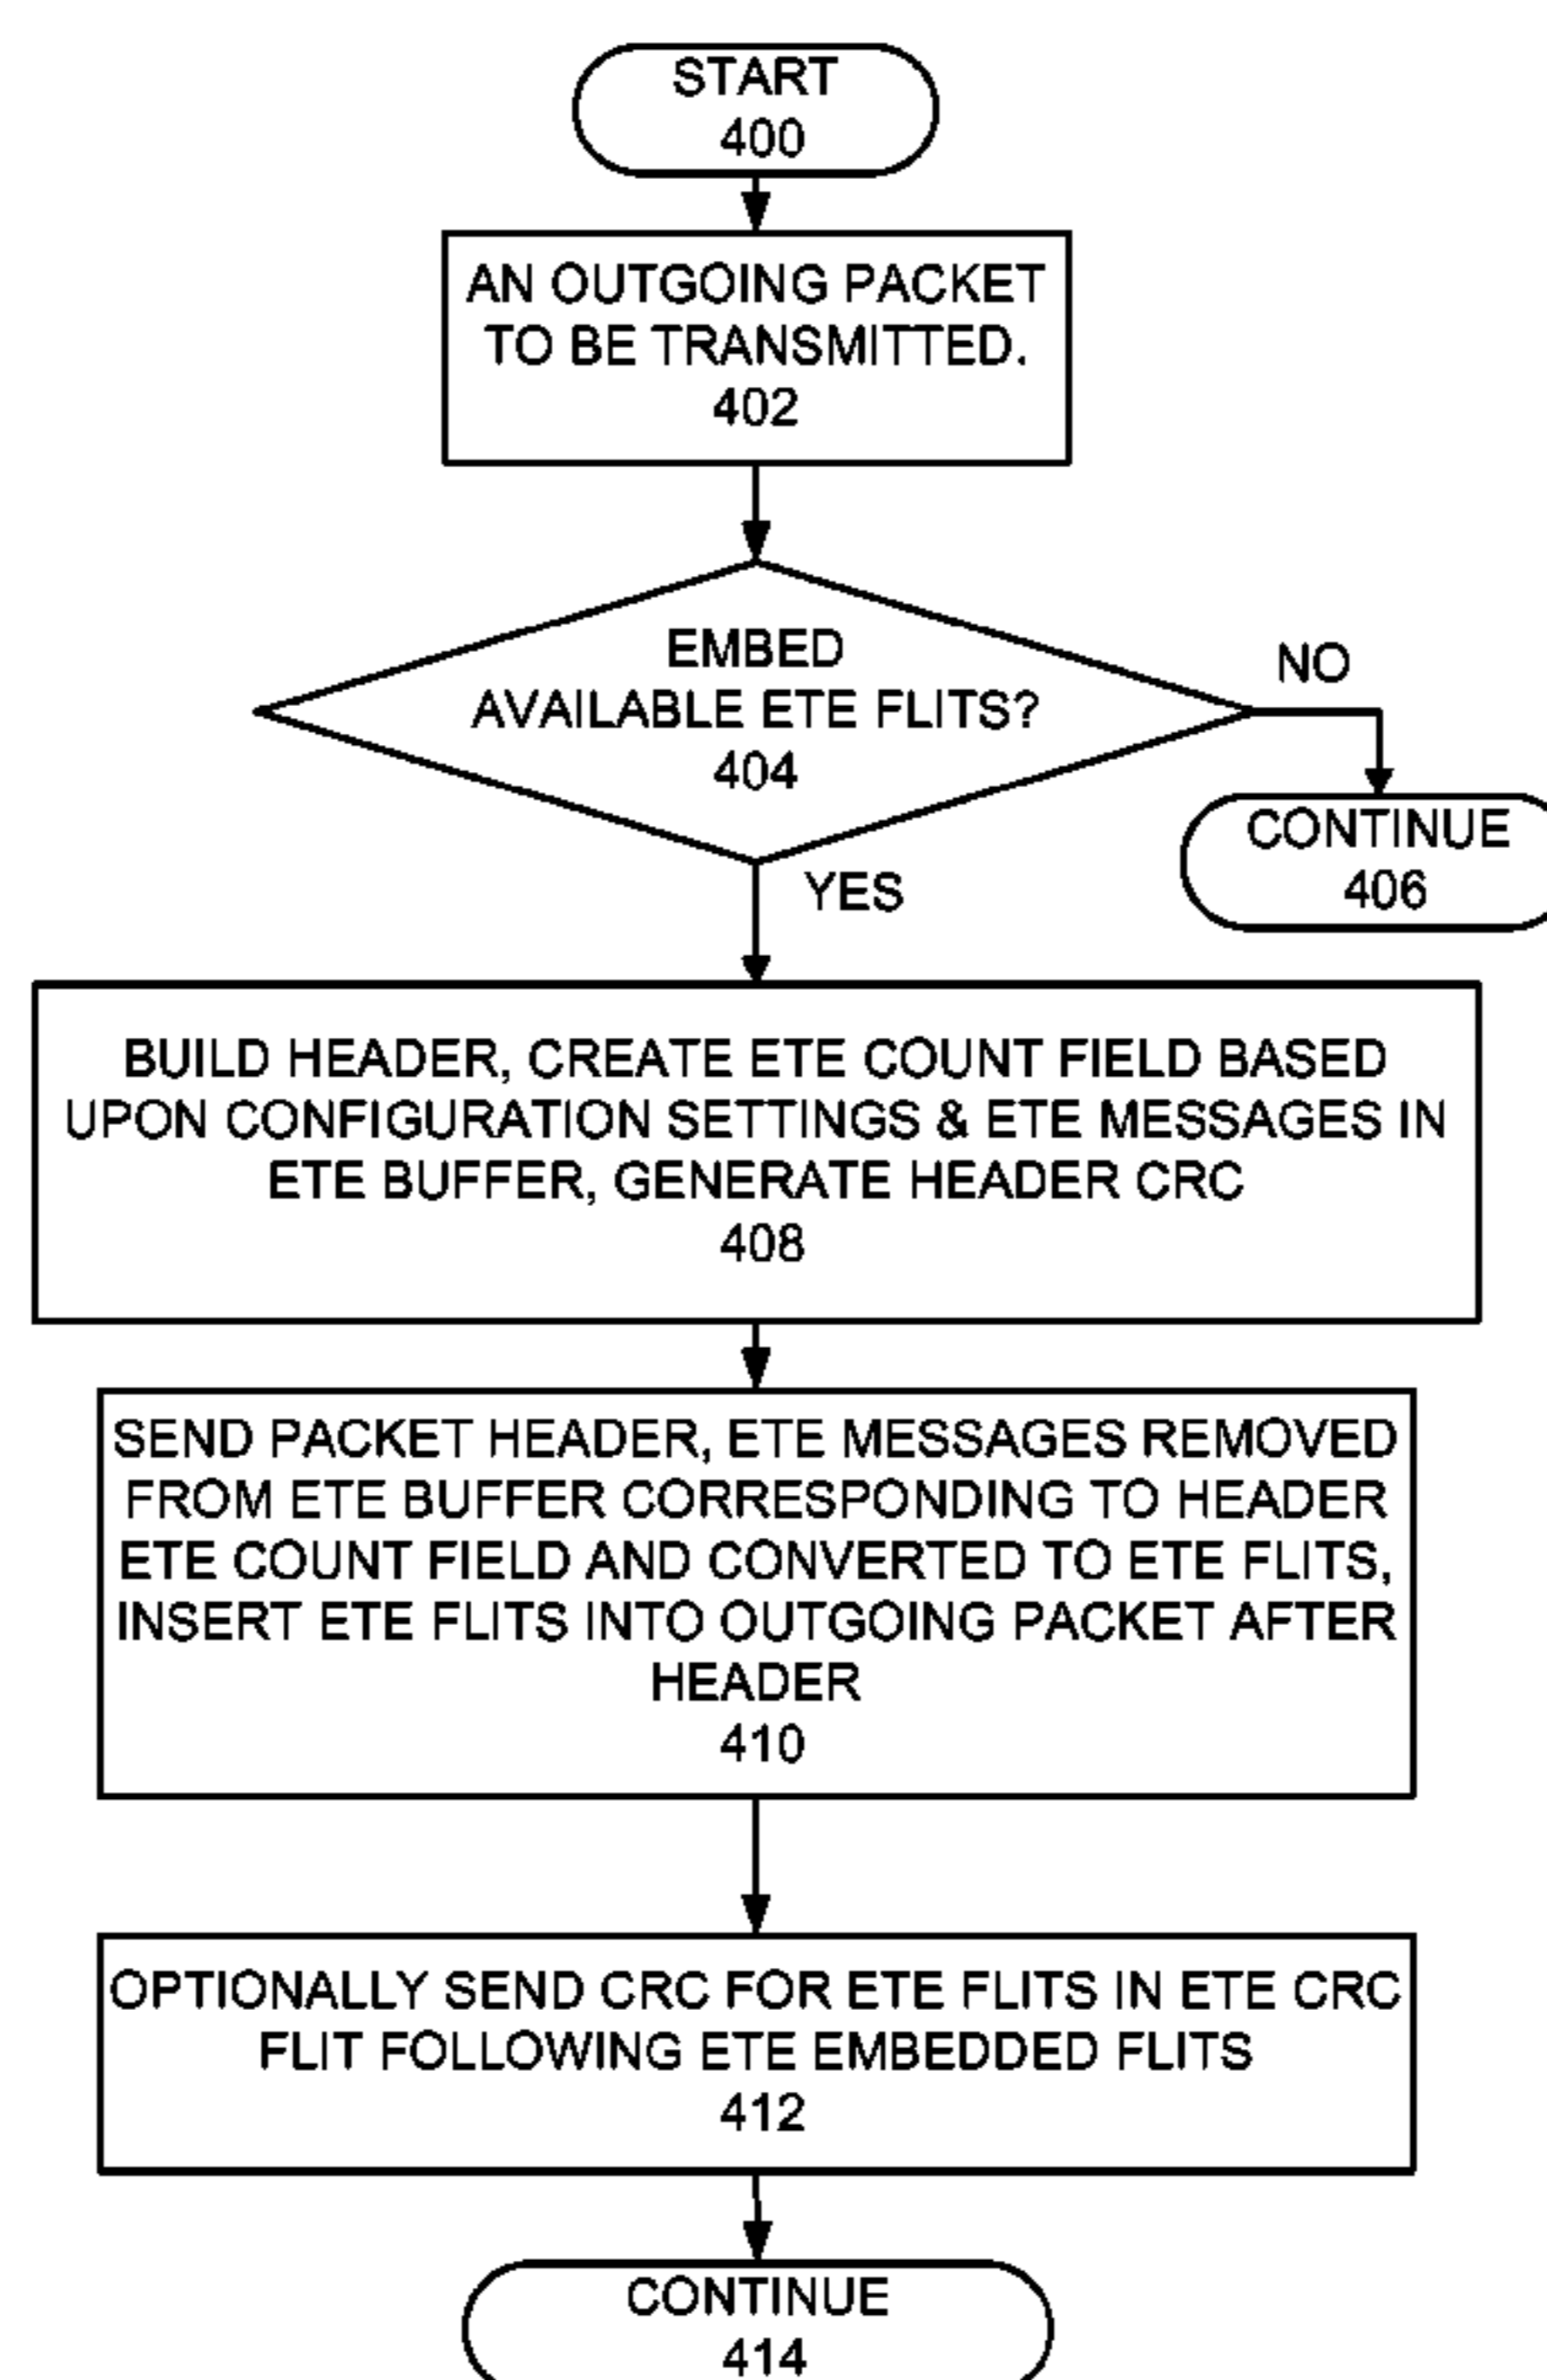 START
400
AN OUTGOING PACKET
TO BE TRANSMITTED.
402
EMBED
AVAILABLE ETE FLITS?
404
NO
CONTINUE
406
YES
BUILD HEADER, CREATE ETE COUNT FIELD BASED
UPON CONFIGURATION SETTINGS & ETE MESSAGES IN
ETE BUFFER, GENERATE HEADER CRC
408
SEND PACKET HEADER, ETE MESSAGES REMOVED
FROM ETE BUFFER CORRESPONDING TO HEADER
ETE COUNT FIELD AND CONVERTED TO ETE FLITS,
INSERT ETE FLITS INTO OUTGOING PACKET AFTER
HEADER
410
OPTIONALLY SEND CRC FOR ETE FLITS IN ETE CRC
FLIT FOLLOWING ETE EMBEDDED FLITS
412
CONTINUE
414